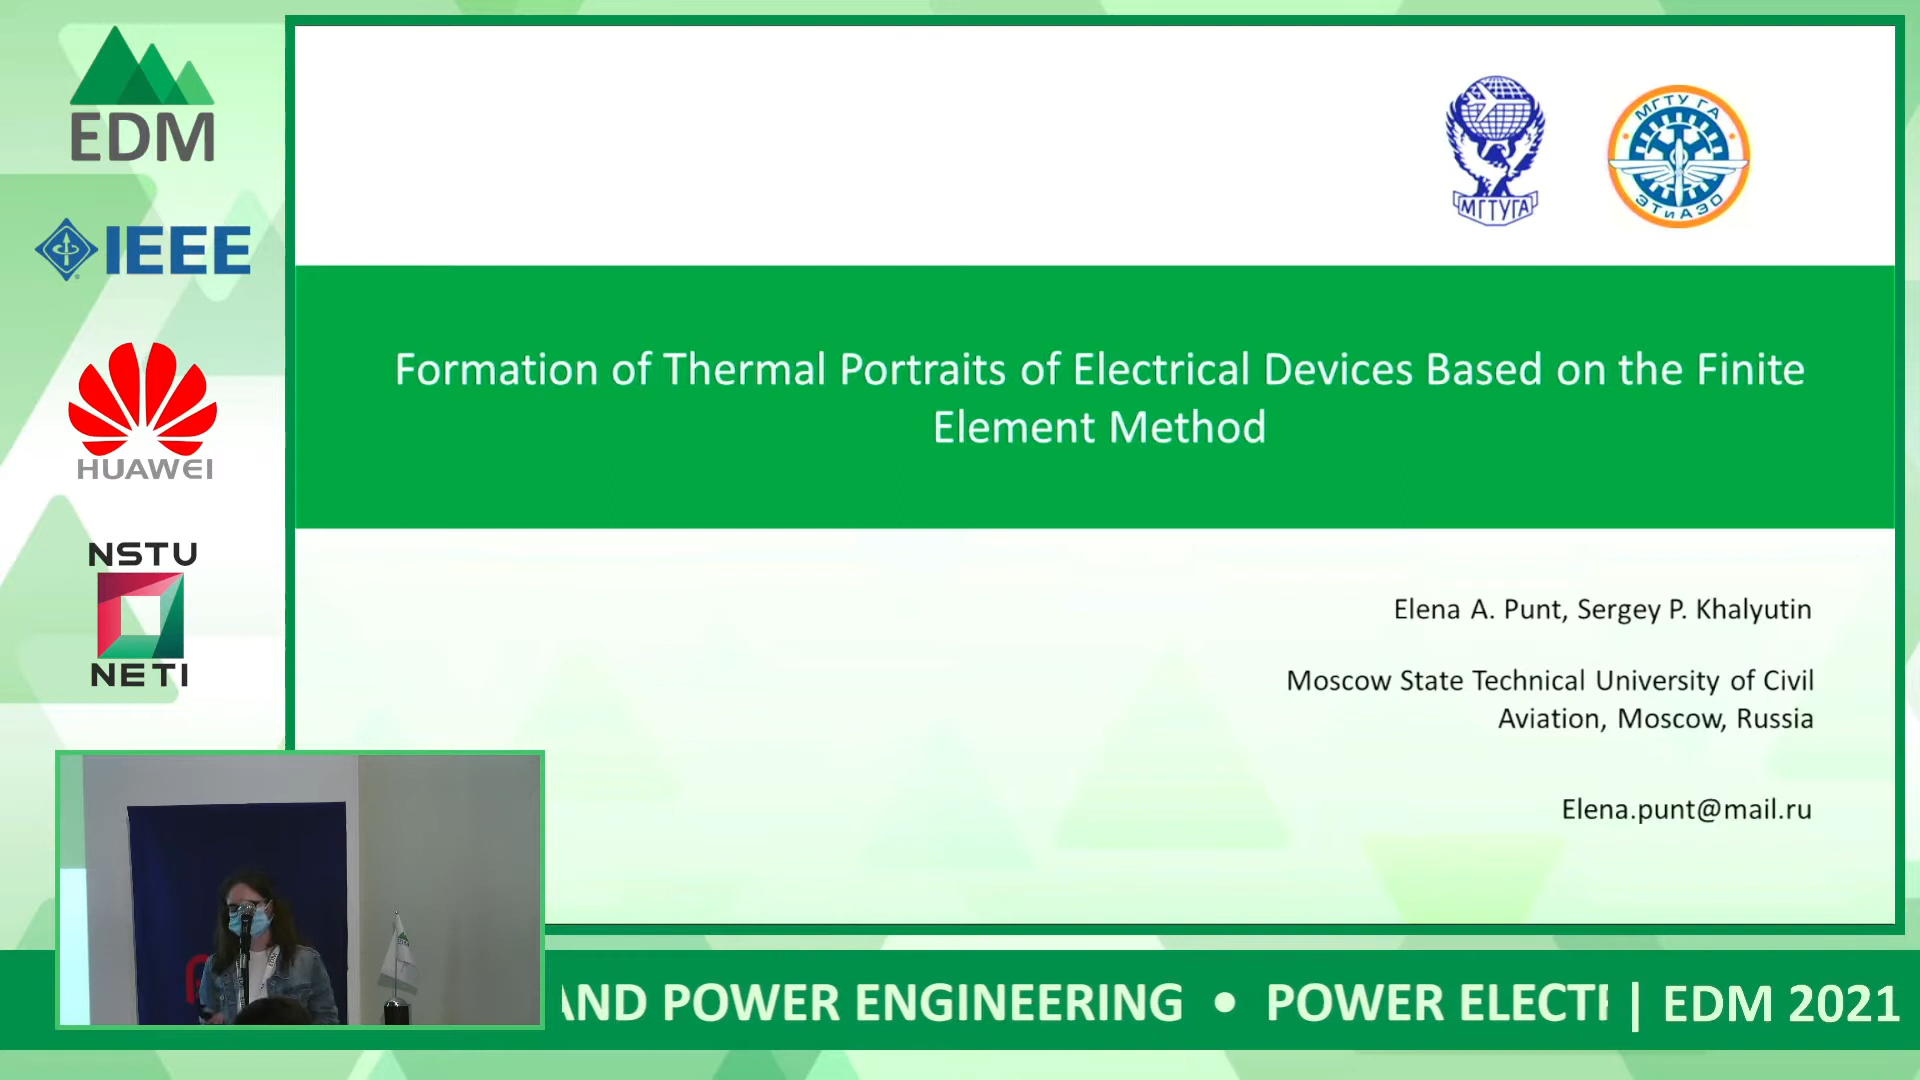 EDM
IEEE
HUAWEI
NSTU
NETI
МГТУГА
МГТУ ГА
ЭТиАЭО
Formation of Thermal Portraits of Electrical Devices Based on the Finite
Element Method
Elena A. Punt, Sergey P. Khalyutin
Moscow State Technical University of Civil
Aviation, Moscow, Russia
Elena.punt@mail.ru
AND POWER ENGINEERING • POWER ELECT | EDM 2021